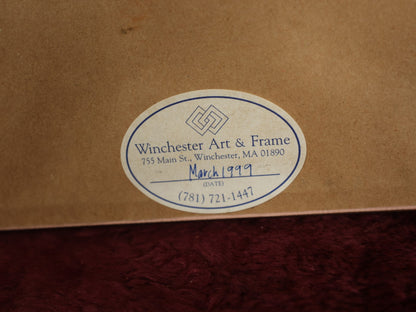 Winchester Art & Frame
755 Main St., Winchester, MA 01890
March 1999
(DATE)
(781) 721-1447